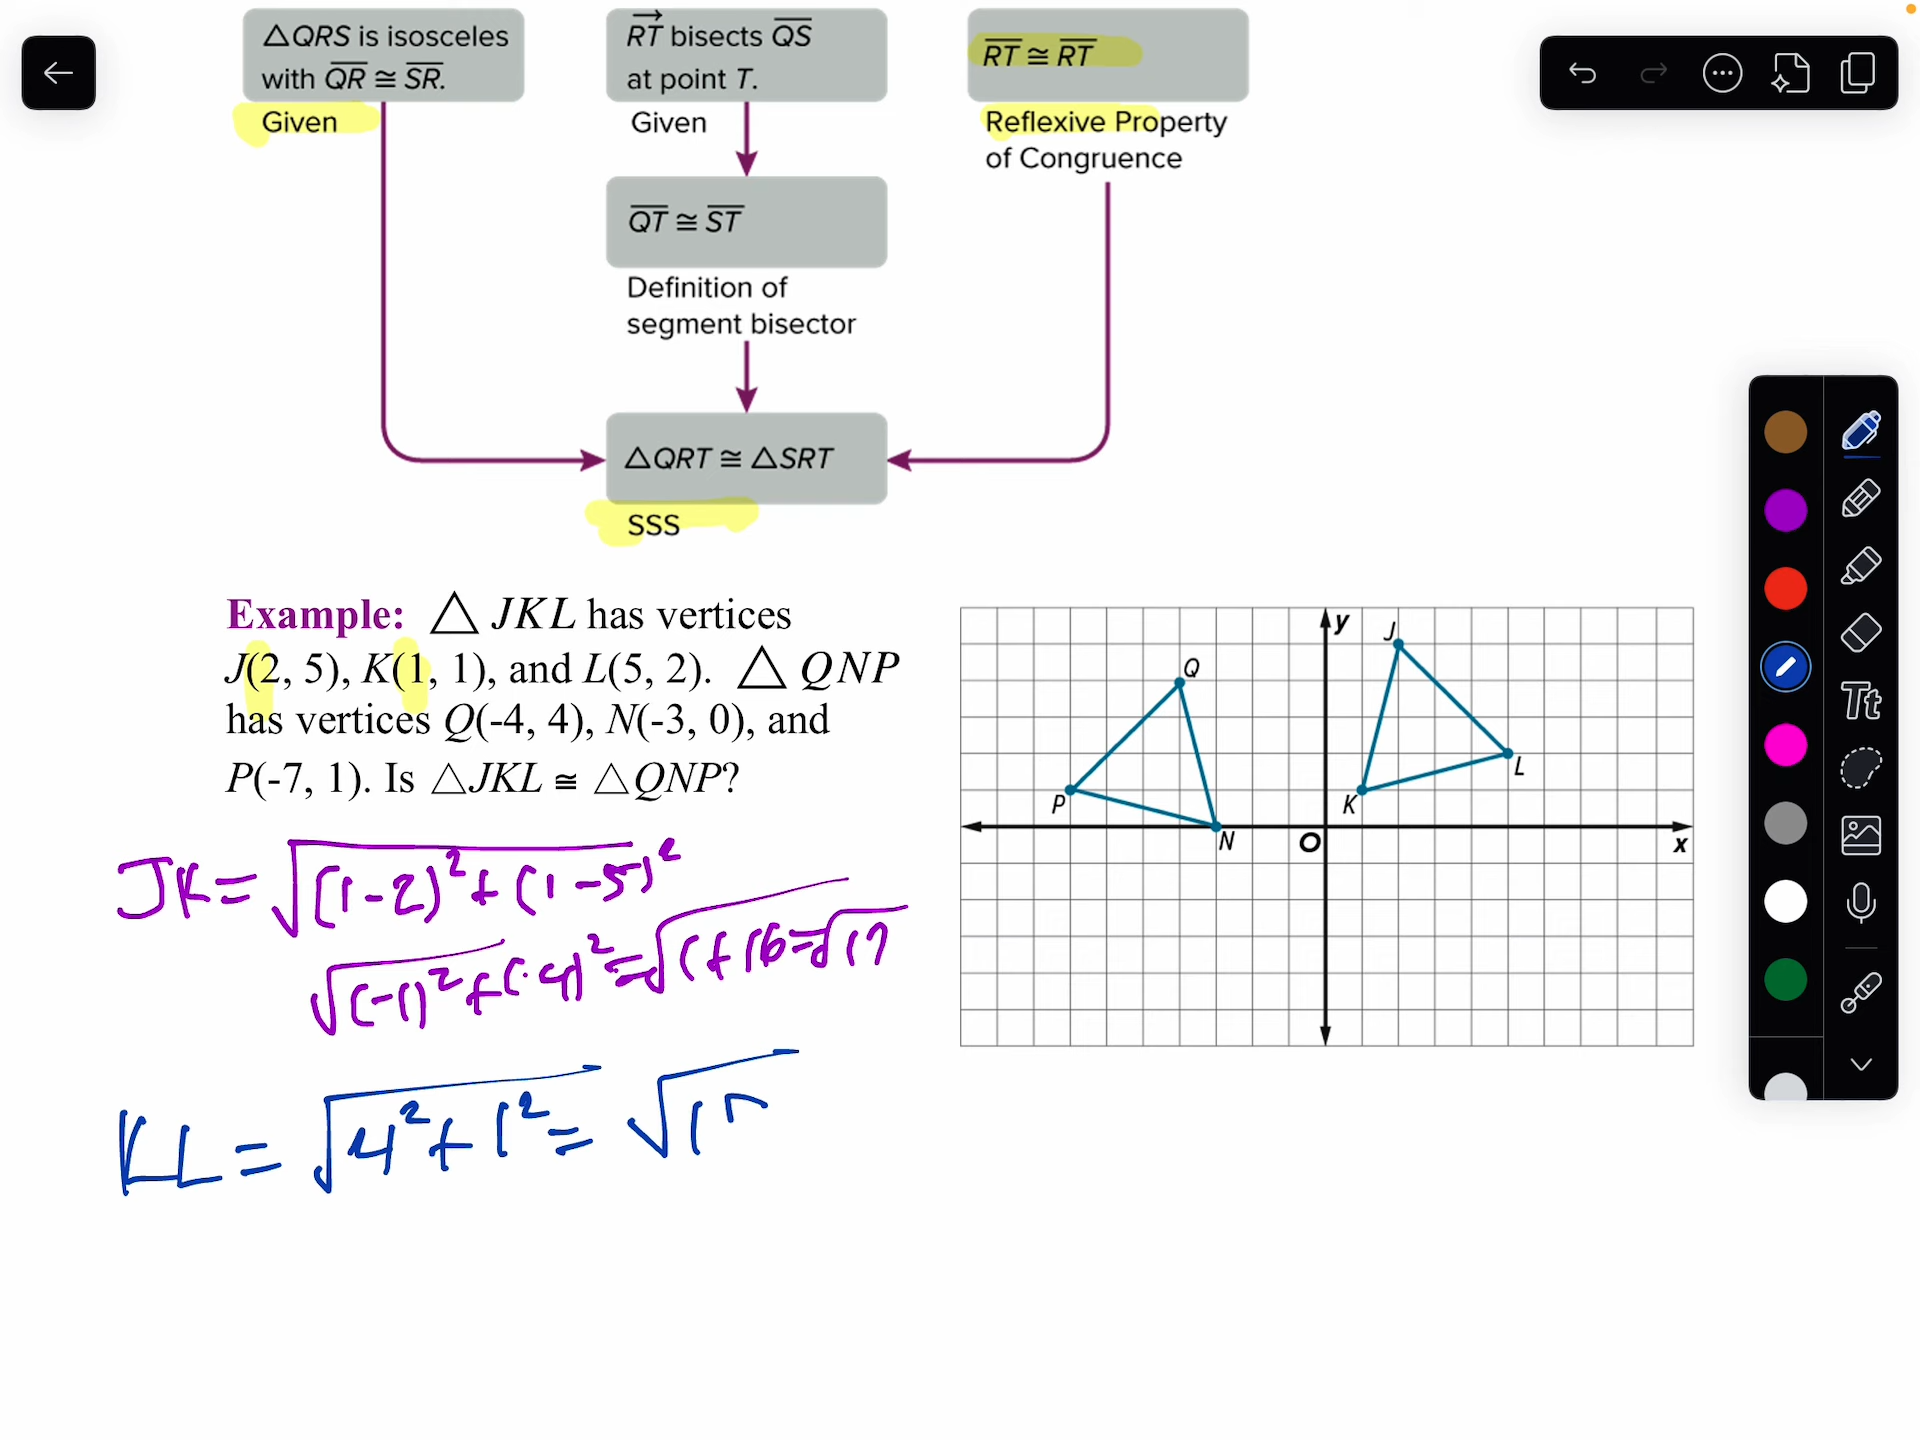 △QRS is isosceles
with Q͞R ≅ S͞R.
Given
RT bisects QS
at point T.
Given
RT ≅ RT
Reflexive Property
of Congruence
QT ≅ ST
Definition of
segment bisector
△QRT ≅ △SRT
SSS
Example: △ JKL has vertices
J(2, 5), K(1, 1), and L(5, 2). △ QNP
has vertices Q(-4, 4), N(-3, 0), and
P(-7, 1). Is △JKL ≅ △QNP?
JK = √(1-2)² + (1-5)²
√(-1)² + (-4)² = √1+16 = √17
KL = √4² + 1² = √1
y
J
Q
L
P
K
N
O
x
Tt